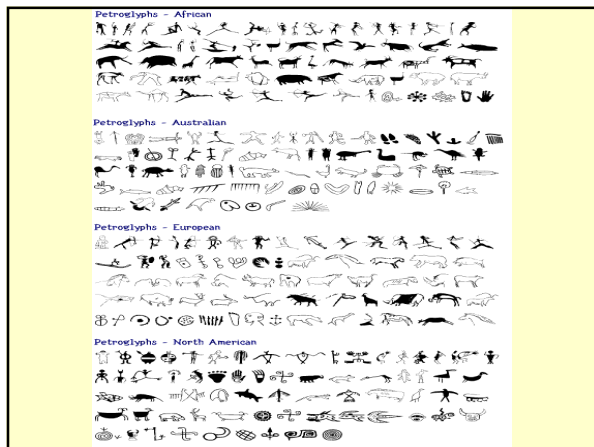 Petroglyphs - African
Petroglyphs - Australian
Petroglyphs - European
Petroglyphs - North American